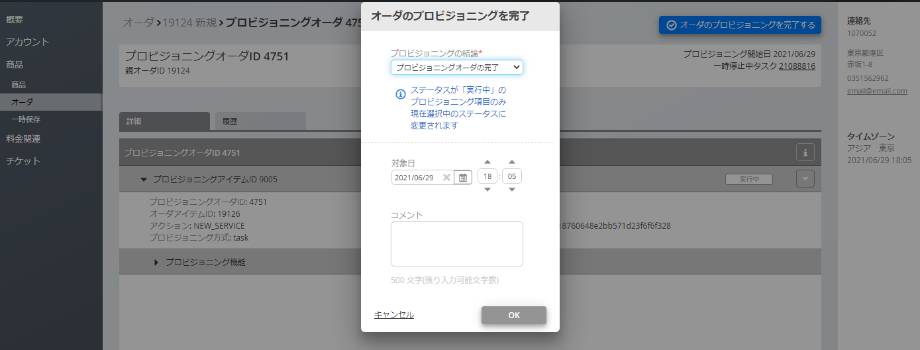 概要
アカウント
商品
商品
オーダ
一時保存
料金関連
チケット
オーダ>19124 新規>プロビジョニングオーダ 475
オーダのプロビジョニングを完了する
プロビジョニングオーダID 4751
親オーダID 19124
プロビジョニング開始日 2021/06/29
一時停止中タスク 21088816
詳細
履歴
プロビジョニングオーダID 4751
プロビジョニングアイテムID 9005
実行中
プロビジョニングオーダID: 4751
オーダアイテムID: 19126
アクション: NEW_SERVICE
プロビジョニング方式: task
18760648e2bb571d23f6f6f328
プロビジョニング機能
オーダのプロビジョニングを完了
プロビジョニングの結論*
プロビジョニングオーダの完了
ステータスが「実行中」の
プロビジョニング項目のみ
現在選択中のステータスに
変更されます
対象日
2021/06/29
18 : 05
コメント
500 文字(残り入力可能文字数)
キャンセル
OK
連絡先
1070052
東京都港区
赤坂1-8
0351562962
email@email.com
タイムゾーン
アジア 東京
2021/06/29 18:05